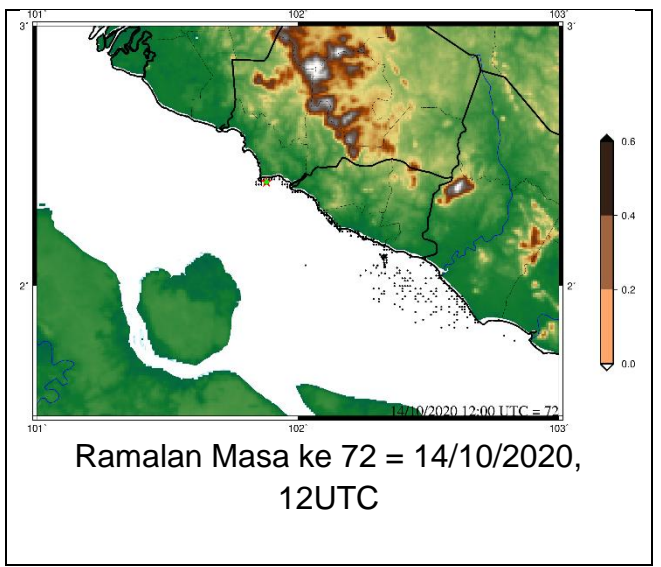 101˚ 102˚ 103˚
3˚ 3˚
0.6
0.4
2˚ 2˚
0.2
0.0
14/10/2020 12:00 UTC = 72
101˚ 102˚ 103˚
Ramalan Masa ke 72 = 14/10/2020,
12UTC